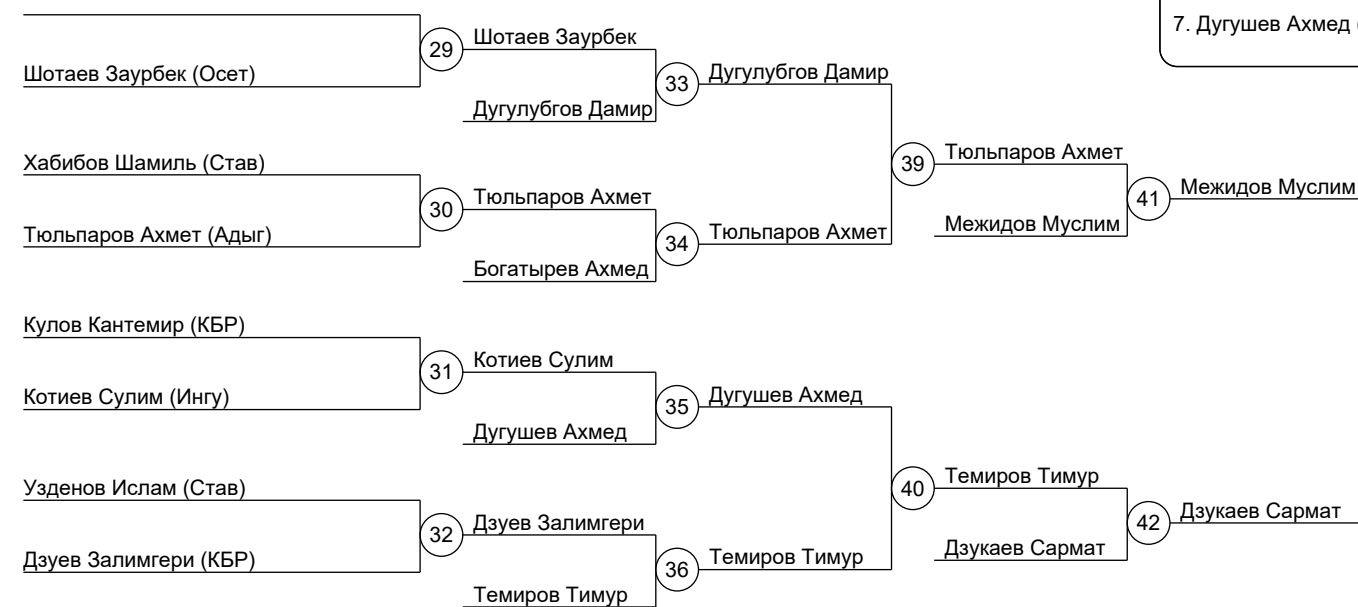 7. Дугушев Ахмед (
29
Шотаев Заурбек
Шотаев Заурбек (Осет)
33
Дугулубгов Дамир
Дугулубгов Дамир
Хабибов Шамиль (Став)
39
Тюльпаров Ахмет
30
Тюльпаров Ахмет
41
Межидов Муслим
Тюльпаров Ахмет (Адыг)
34
Тюльпаров Ахмет
Межидов Муслим
Богатырев Ахмед
Кулов Кантемир (КБР)
31
Котиев Сулим
Котиев Сулим (Ингу)
35
Дугушев Ахмед
Дугушев Ахмед
Узденов Ислам (Став)
40
Темиров Тимур
32
Дзуев Залимгери
42
Дзукаев Сармат
Дзуев Залимгери (КБР)
36
Темиров Тимур
Дзукаев Сармат
Темиров Тимур